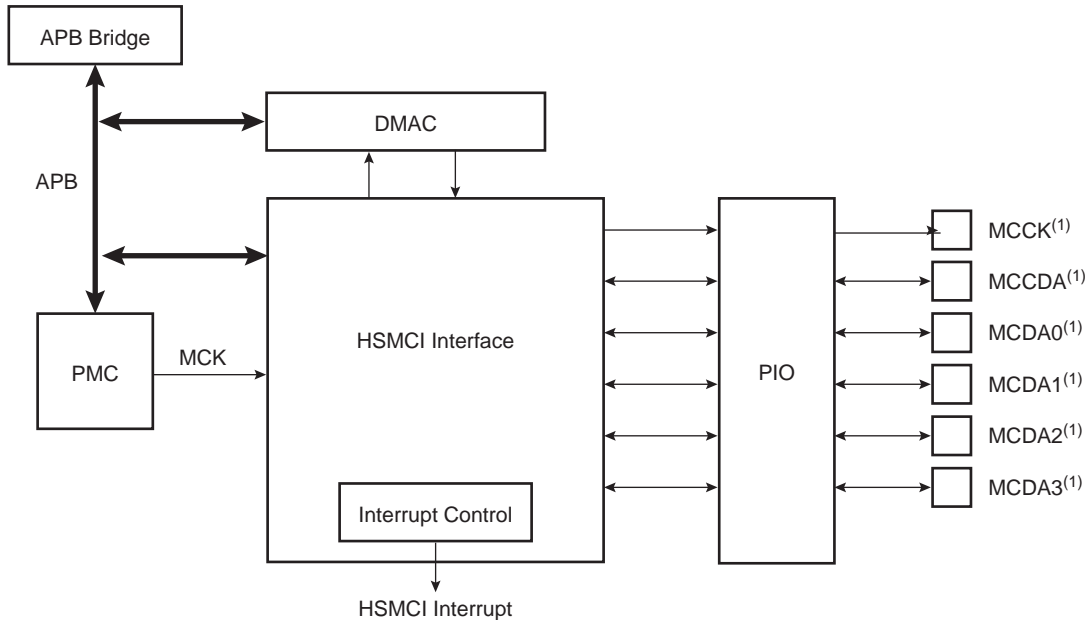 APB Bridge
DMAC
APB
MCCK(1)
MCCDA(1)
HSMCI Interface
MCDA0(1)
MCK
PMC
PIO
MCDA1(1)
MCDA2(1)
MCDA3(1)
Interrupt Control
HSMCI Interrupt